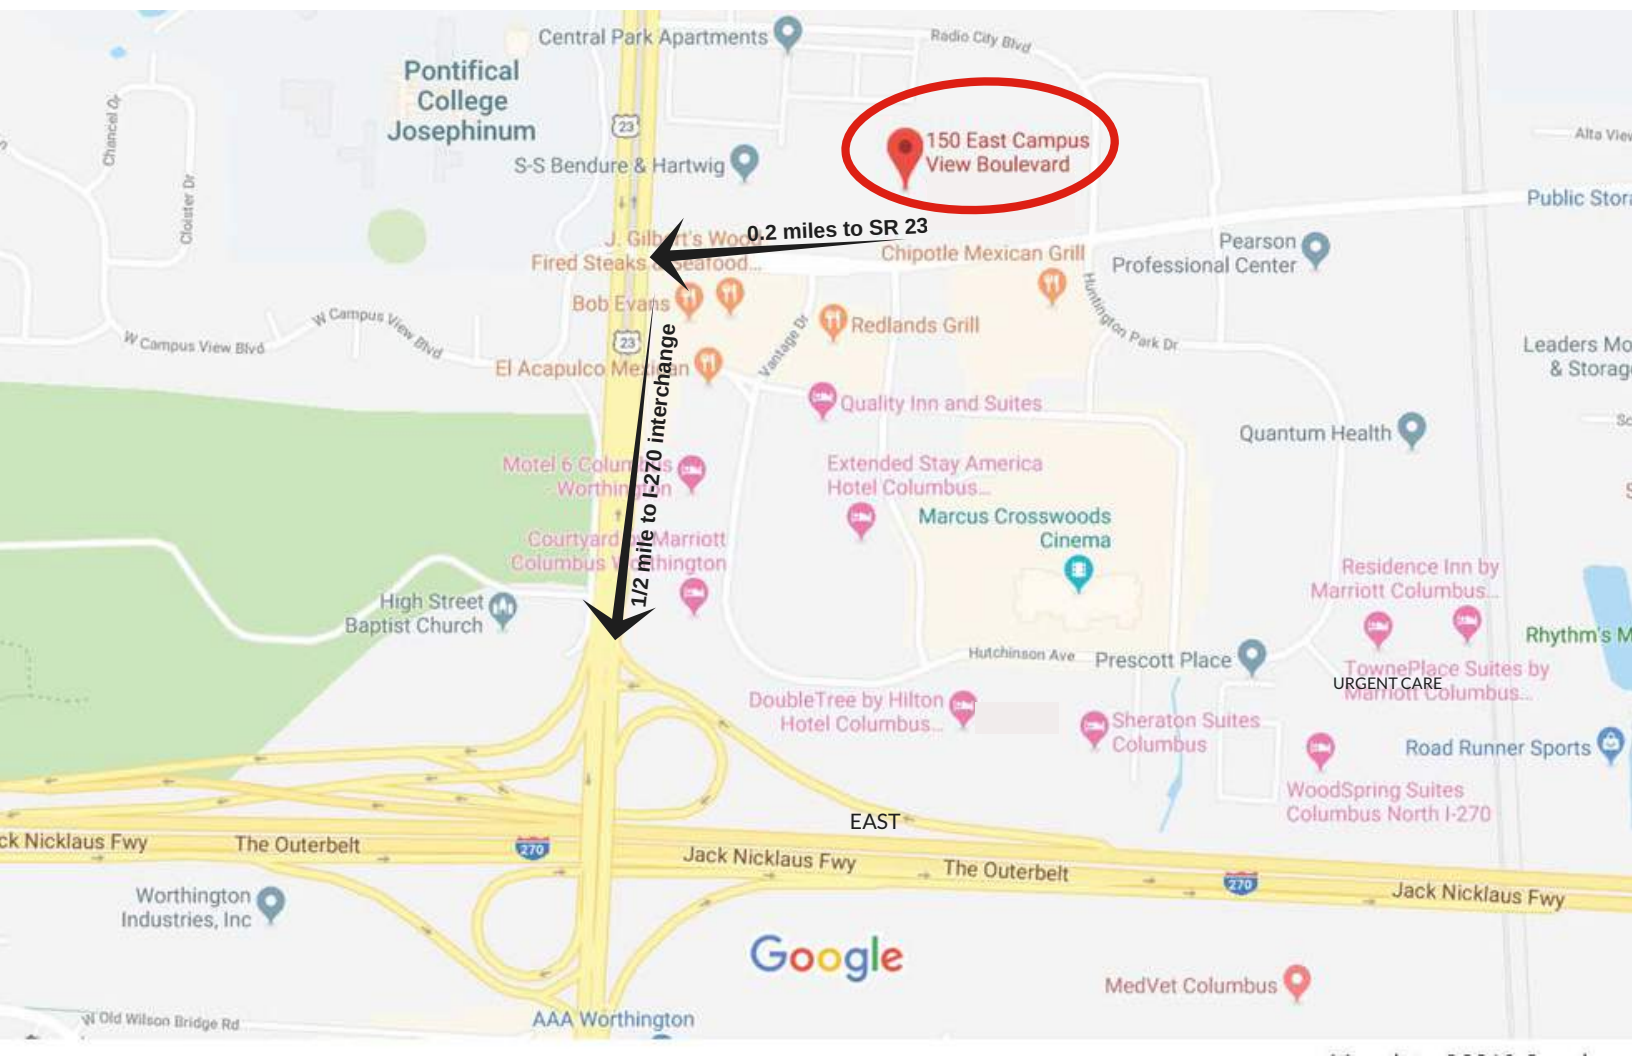 Central Park Apartments
Radio City Blvd
Pontifical
College
Josephinum
Chancel Dr
23
150 East Campus
View Boulevard
Alta View
S-S Bendure & Hartwig
Cloister Dr
Public Stora
0.2 miles to SR 23
J. Gilbert's Wood
Fired Steaks & Seafood...
Chipotle Mexican Grill
Pearson
Professional Center
Bob Evans
Redlands Grill
Huntington Park Dr
W Campus View Blvd
W Campus View Blvd
23
Vantage Dr
El Acapulco Mexican
1/2 mile to I-270 interchange
Leaders Mo
& Storage
Quality Inn and Suites
Quantum Health
Sc
Motel 6 Columbus
- Worthington
Extended Stay America
Hotel Columbus...
S
Marcus Crosswoods
Cinema
Courtyard by Marriott
Columbus Worthington
Residence Inn by
Marriott Columbus...
High Street
Baptist Church
Rhythm's M
Hutchinson Ave
Prescott Place
TownePlace Suites by
Marriott Columbus...
URGENT CARE
DoubleTree by Hilton
Hotel Columbus...
Sheraton Suites
Columbus
Road Runner Sports
WoodSpring Suites
Columbus North I-270
EAST
ck Nicklaus Fwy
The Outerbelt
270
Jack Nicklaus Fwy
The Outerbelt
270
Jack Nicklaus Fwy
Worthington
Industries, Inc
Google
MedVet Columbus
W Old Wilson Bridge Rd
AAA Worthington